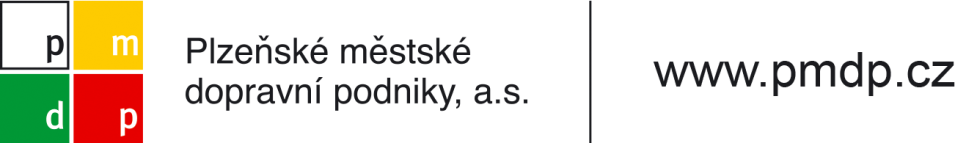 p m
d p
Plzeňské městské
dopravní podniky, a.s.
www.pmdp.cz